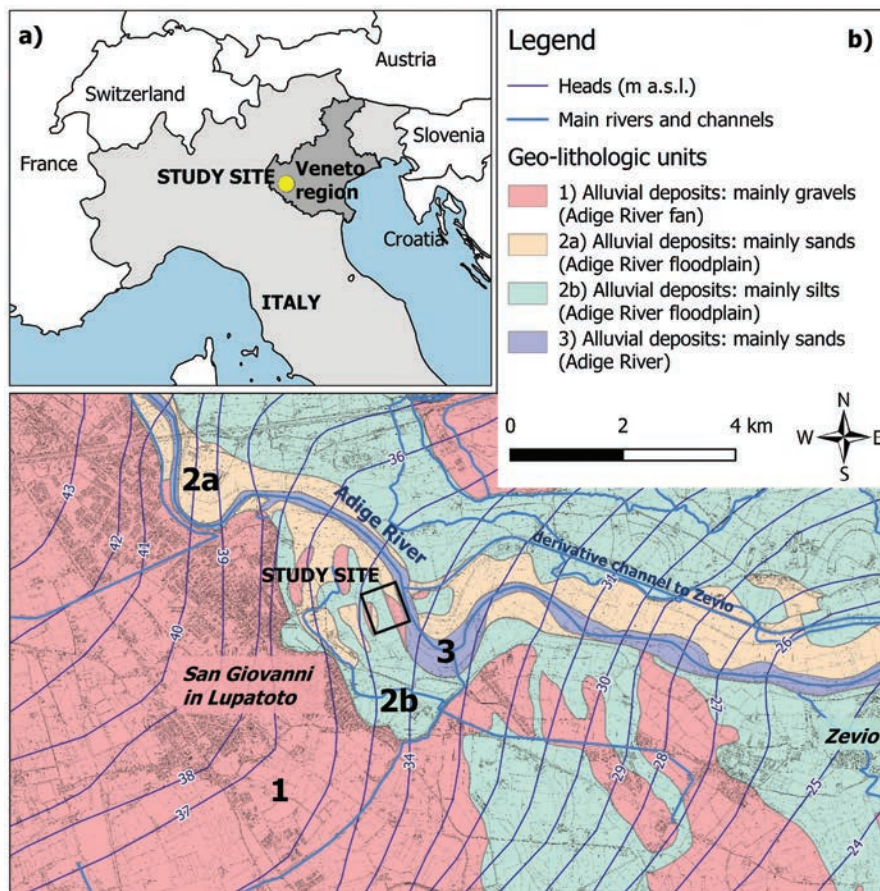 a)
Austria
Switzerland
Slovenia
France
STUDY SITE
Veneto
region
Croatia
ITALY
Legend
b)
Heads (m a.s.l.)
Main rivers and channels
Geo-lithologic units
1) Alluvial deposits: mainly gravels
(Adige River fan)
2a) Alluvial deposits: mainly sands
(Adige River floodplain)
2b) Alluvial deposits: mainly silts
(Adige River floodplain)
3) Alluvial deposits: mainly sands
(Adige River)
0 2 4 km
N
W E
S
36
2a
43
42
41
39
Adige River
derivative channel to Zevio
STUDY SITE
31
40
26
3
San Giovanni
in Lupatoto
2b
30
27
Zevio
34
38
37
1
29
28
25
24